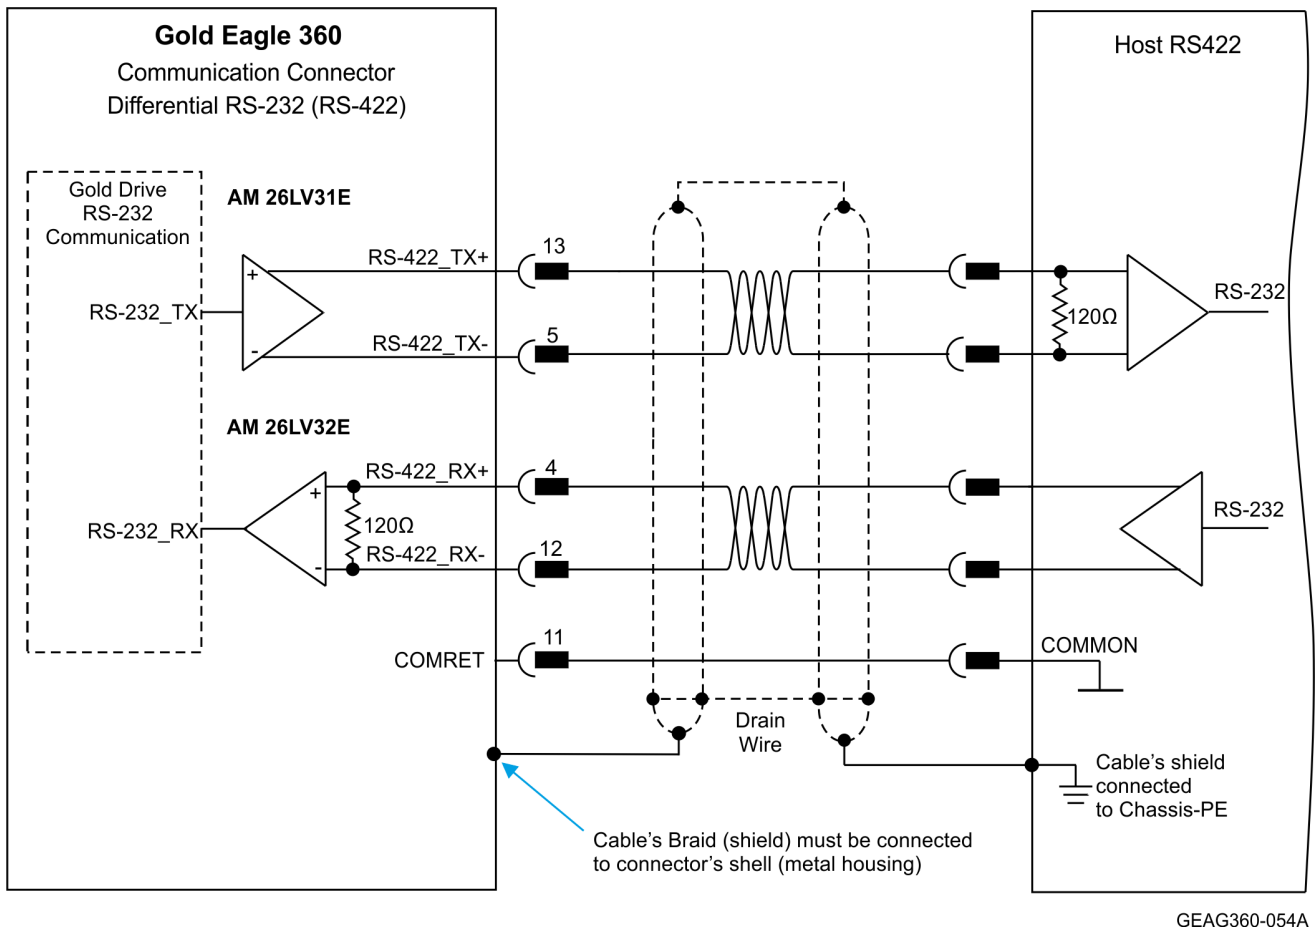 Gold Eagle 360
Communication Connector
Differential RS-232 (RS-422)
Host RS422
Gold Drive
RS-232
Communication
AM 26LV31E
RS-422_TX+
13
+
RS-232_TX
-
RS-422_TX-
5
120Ω
RS-232
AM 26LV32E
RS-422_RX+
4
+
RS-232_RX
120Ω
-
RS-422_RX-
12
RS-232
COMRET
11
COMMON
Drain
Wire
Cable's shield
connected
to Chassis-PE
Cable's Braid (shield) must be connected
to connector's shell (metal housing)
GEAG360-054A